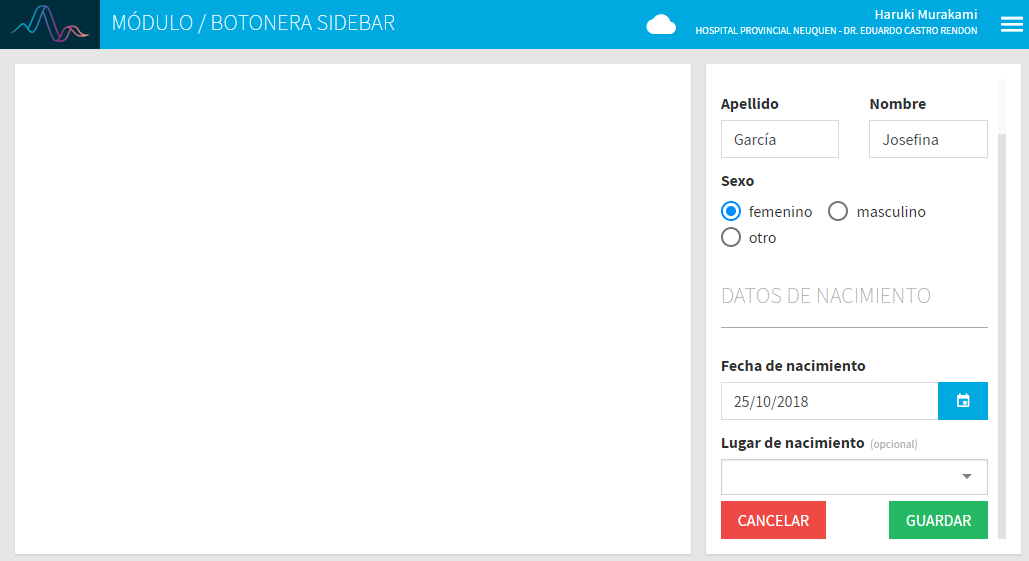 MÓDULO / BOTONERA SIDEBAR
Haruki Murakami
HOSPITAL PROVINCIAL NEUQUEN - DR. EDUARDO CASTRO RENDON
Apellido
Nombre
García
Josefina
Sexo
femenino
masculino
otro
DATOS DE NACIMIENTO
Fecha de nacimiento
25/10/2018
Lugar de nacimiento (opcional)
CANCELAR
GUARDAR